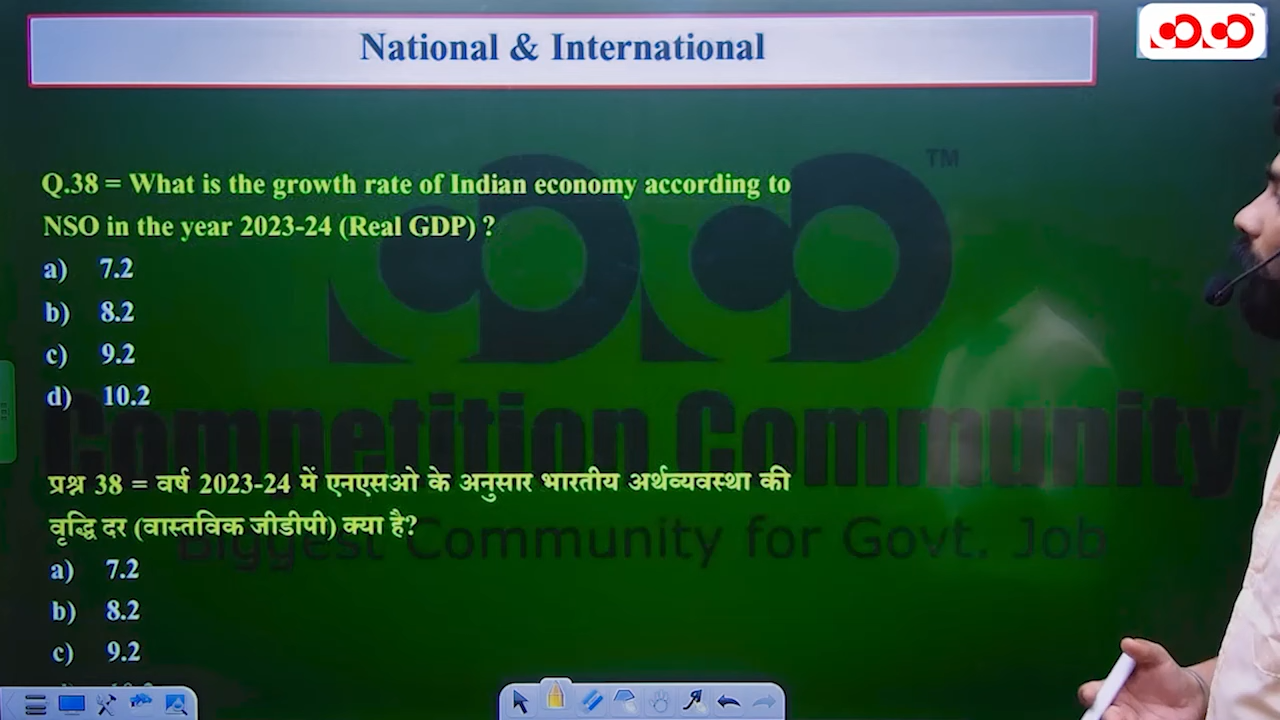 National & International
Q.38 = What is the growth rate of Indian economy according to
NSO in the year 2023-24 (Real GDP) ?
a) 7.2
b) 8.2
c) 9.2
d) 10.2
प्रश्न 38 = वर्ष 2023-24 में एनएसओ के अनुसार भारतीय अर्थव्यवस्था की
वृद्धि दर (वास्तविक जीडीपी) क्या है?
a) 7.2
b) 8.2
c) 9.2
TM
Competition Community
Biggest Community for Govt. Job